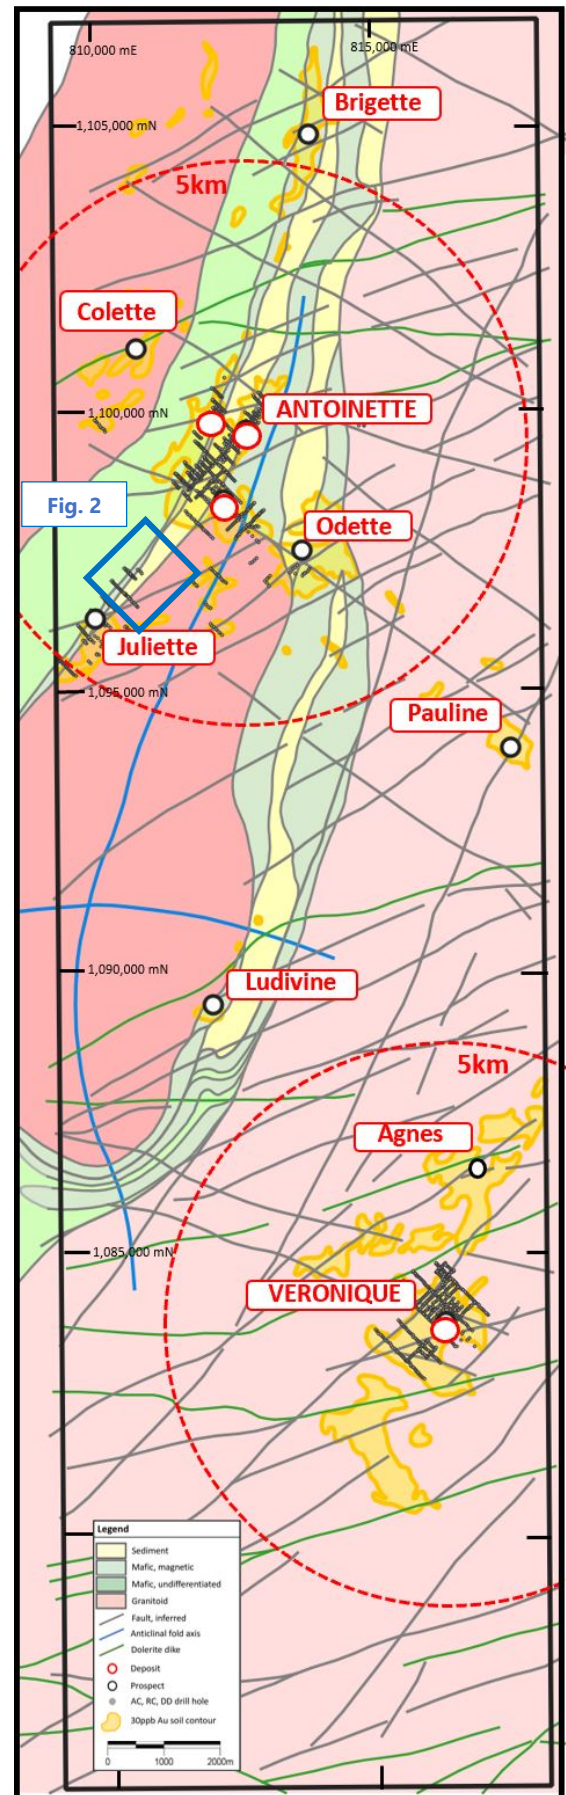 810,000 mE
815,000 mE
Brigette
1,105,000 mN
5km
Colette
1,100,000 mN
ANTOINETTE
Fig. 2
Odette
Juliette
1,095,000 mN
Pauline
1,090,000 mN
Ludivine
5km
Agnes
1,085,000 mN
VERONIQUE
Legend
Sediment
Mafic, magnetic
Mafic, undifferentiated
Granitoid
Fault, inferred
Anticlinal fold axis
Dolerite dike
Deposit
Prospect
AC, RC, DD drill hole
30ppb Au soil contour
0 1000 2000m